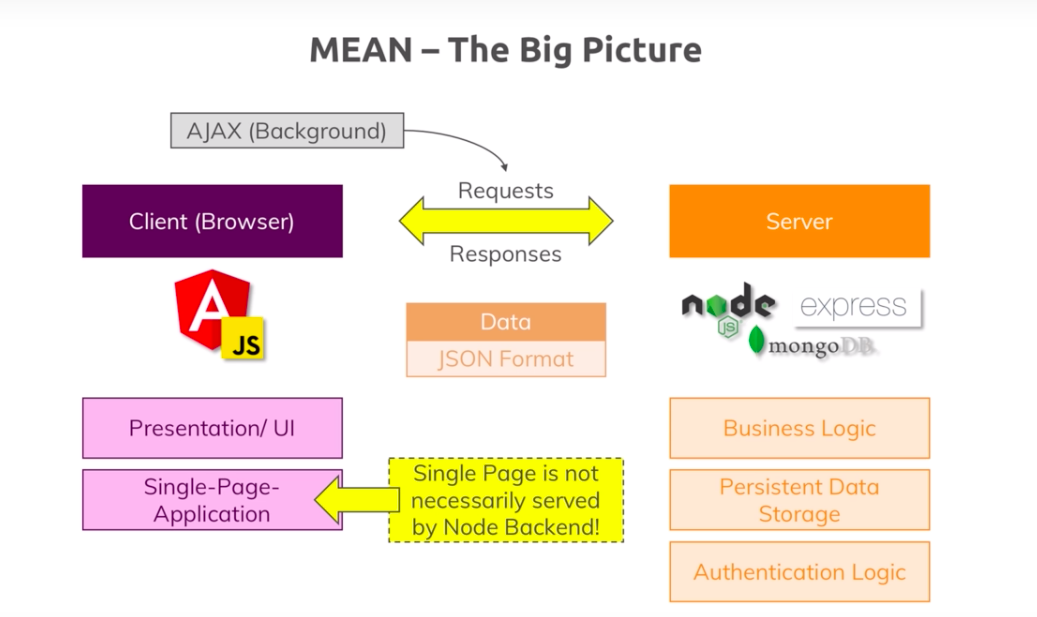 MEAN – The Big Picture
AJAX (Background)
Client (Browser)
Requests
Responses
Server
A
JS
Data
JSON Format
node
JS
express
mongoDB.
Presentation/ UI
Single-Page-
Application
Single Page is not
necessarily served
by Node Backend!
Business Logic
Persistent Data
Storage
Authentication Logic